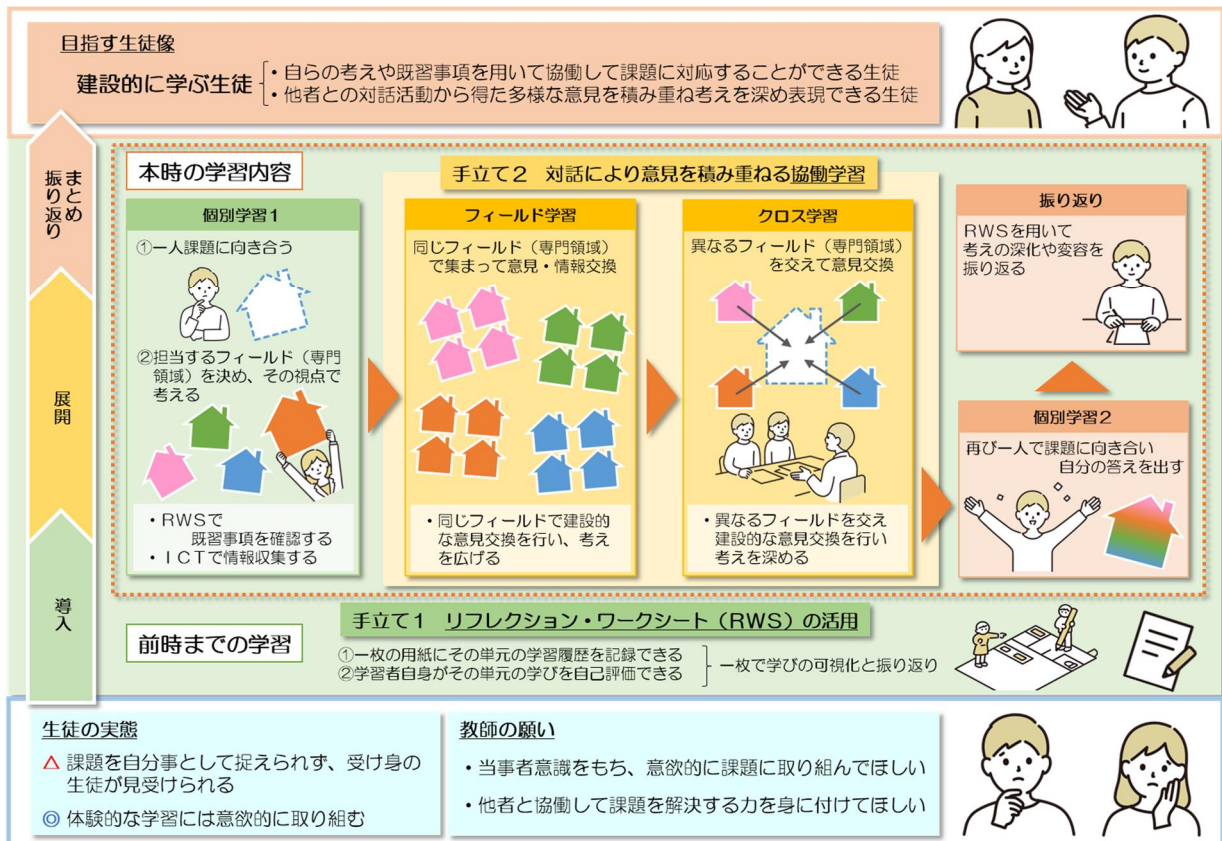 目指す生徒像
建設的に学ぶ生徒
・自らの考えや既習事項を用いて協働して課題に対応することができる生徒
・他者との対話活動から得た多様な意見を積み重ね考えを深め表現できる生徒
まとめ
振り返り
展開
導入
本時の学習内容
手立て2 対話により意見を積み重ねる協働学習
個別学習1
①一人課題に向き合う
②担当するフィールド（専門
領域）を決め、その視点で
考える
・RWSで
既習事項を確認する
・ICTで情報収集する
フィールド学習
同じフィールド（専門領域）
で集まって意見・情報交換
・同じフィールドで建設的
な意見交換を行い、考え
を広げる
クロス学習
異なるフィールド（専門領域）
を交えて意見交換
・異なるフィールドを交え
建設的な意見交換を行い
考えを深める
個別学習2
再び一人で課題に向き合い
自分の答えを出す
振り返り
RWSを用いて
考えの深化や変容を
振り返る
前時までの学習
手立て1 リフレクション・ワークシート（RWS）の活用
①一枚の用紙にその単元の学習履歴を記録できる
②学習者自身がその単元の学びを自己評価できる
一枚で学びの可視化と振り返り
生徒の実態
△ 課題を自分事として捉えられず、受け身の
生徒が見受けられる
◎ 体験的な学習には意欲的に取り組む
教師の願い
・当事者意識をもち、意欲的に課題に取り組んでほしい
・他者と協働して課題を解決する力を身に付けてほしい